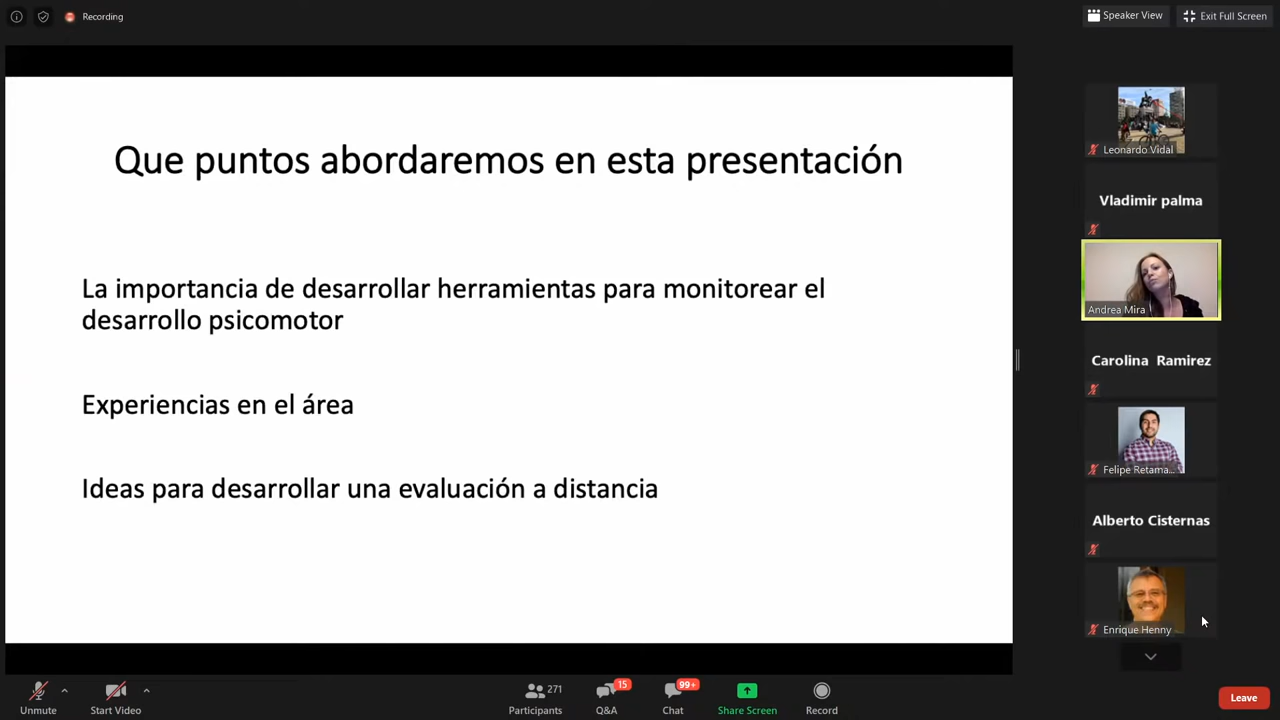 Recording
Speaker View
Exit Full Screen
Que puntos abordaremos en esta presentación
La importancia de desarrollar herramientas para monitorear el
desarrollo psicomotor
Experiencias en el área
Ideas para desarrollar una evaluación a distancia
Leonardo Vidal
Vladimir palma
Andrea Mira
Carolina Ramirez
Felipe Retama...
Alberto Cisternas
Enrique Henny
Unmute
Start Video
271
Participants
15
Q&A
99+
Chat
Share Screen
Record
Leave